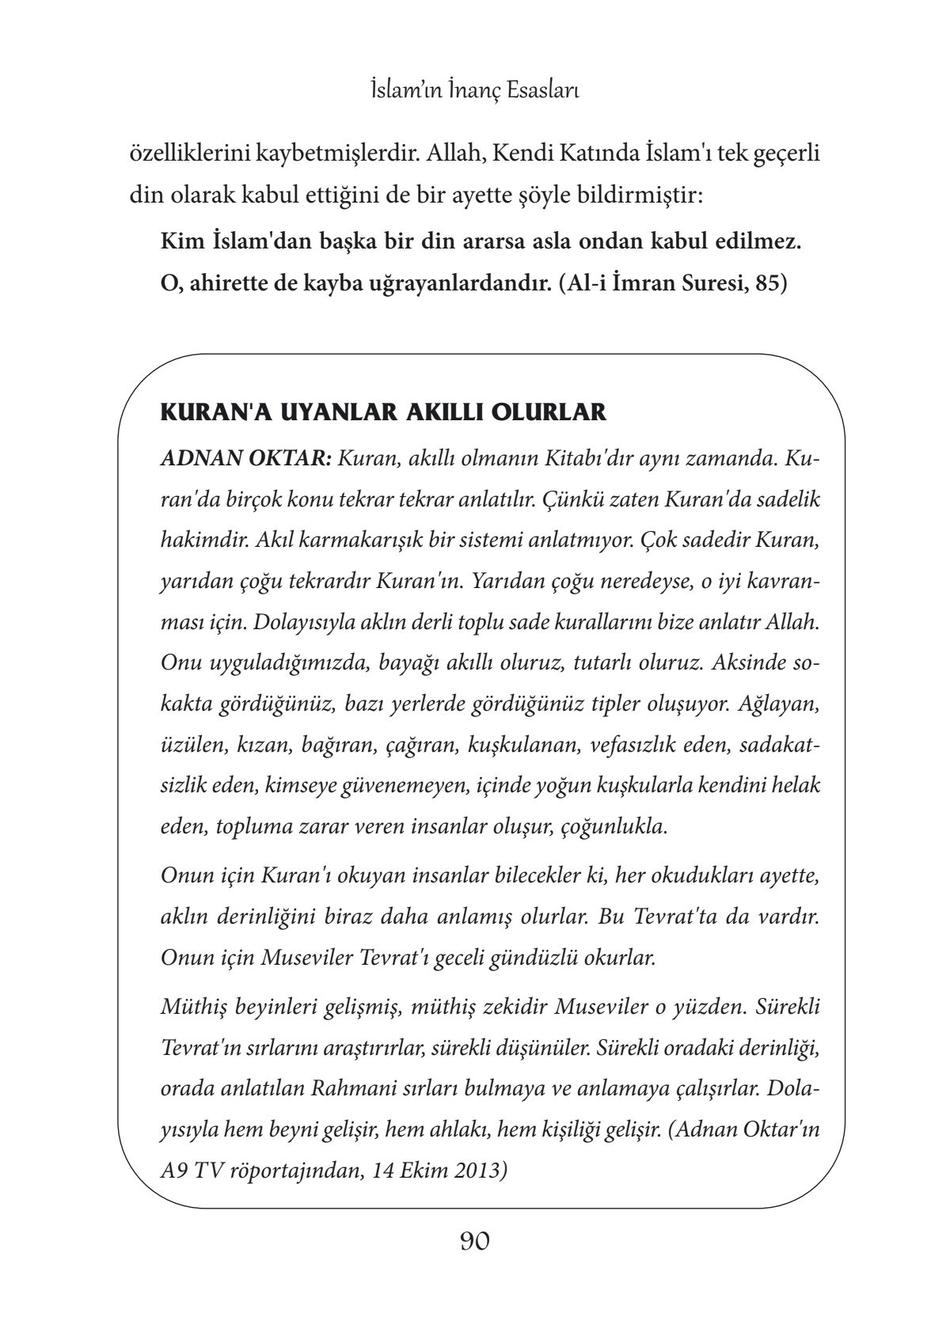 İslam’ın İnanç Esasları
özelliklerini kaybetmişlerdir. Allah, Kendi Katında İslam'ı tek geçerli
din olarak kabul ettiğini de bir ayette şöyle bildirmiştir:
Kim İslam'dan başka bir din ararsa asla ondan kabul edilmez.
O, ahirette de kayba uğrayanlardandır. (Al-i İmran Suresi, 85)
KURAN'A UYANLAR AKILLI OLURLAR
ADNAN OKTAR: Kuran, akıllı olmanın Kitabı'dır aynı zamanda. Ku-
ran'da birçok konu tekrar tekrar anlatılır. Çünkü zaten Kuran'da sadelik
hakimdir. Akıl karmakarışık bir sistemi anlatmıyor. Çok sadedir Kuran,
yarıdan çoğu tekrardır Kuran'ın. Yarıdan çoğu neredeyse, o iyi kavran-
ması için. Dolayısıyla aklın derli toplu sade kurallarını bize anlatır Allah.
Onu uyguladığımızda, bayağı akıllı oluruz, tutarlı oluruz. Aksinde so-
kakta gördüğünüz, bazı yerlerde gördüğünüz tipler oluşuyor. Ağlayan,
üzülen, kızan, bağıran, çağıran, kuşkulanan, vefasızlık eden, sadakat-
sizlik eden, kimseye güvenemeyen, içinde yoğun kuşkularla kendini helak
eden, topluma zarar veren insanlar oluşur, çoğunlukla.
Onun için Kuran'ı okuyan insanlar bilecekler ki, her okudukları ayette,
aklın derinliğini biraz daha anlamış olurlar. Bu Tevrat'ta da vardır.
Onun için Museviler Tevrat'ı geceli gündüzlü okurlar.
Müthiş beyinleri gelişmiş, müthiş zekidir Museviler o yüzden. Sürekli
Tevrat'ın sırlarını araştırırlar, sürekli düşünüler. Sürekli oradaki derinliği,
orada anlatılan Rahmani sırları bulmaya ve anlamaya çalışırlar. Dola-
yısıyla hem beyni gelişir, hem ahlakı, hem kişiliği gelişir. (Adnan Oktar'ın
A9 TV röportajından, 14 Ekim 2013)
90